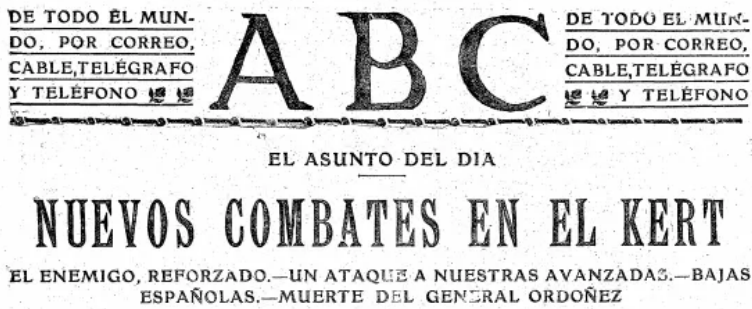 DE TODO EL MUN-
DO, POR CORREO,
CABLE, TELÉGRAFO
Y TELÉFONO
ABC
DE TODO EL MUN-
DO, POR CORREO,
CABLE, TELÉGRAFO
Y TELÉFONO
EL ASUNTO DEL DIA
NUEVOS COMBATES EN EL KERT
EL ENEMIGO, REFORZADO.—UN ATAQUE A NUESTRAS AVANZADAS.—BAJAS
ESPAÑOLAS.—MUERTE DEL GENERAL ORDOÑEZ